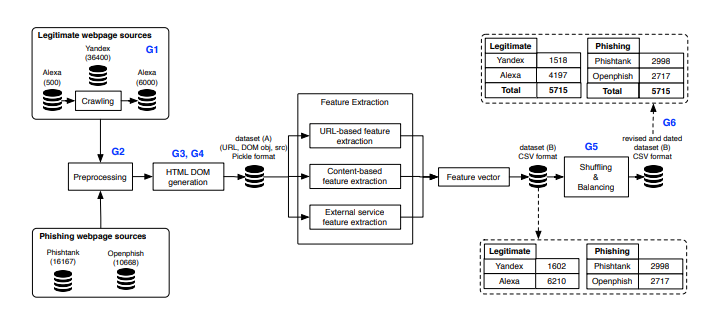 Legitimate webpage sources
G1
Yandex
(36400)
Alexa
(500)
Alexa
(6000)
Crawling
G2
Preprocessing
G3, G4
HTML DOM
generation
Phishing webpage sources
Phishtank
(16167)
Openphish
(10668)
dataset (A)
(URL, DOM obj, src)
Pickle format
Feature Extraction
URL-based feature
extraction
Content-based
feature extraction
External service
feature extraction
Feature vector
dataset (B)
CSV format
G5
Shuffling
&
Balancing
G6
revised and dated
dataset (B)
CSV format
Legitimate
Yandex 1518
Alexa 4197
Total 5715
Phishing
Phishtank 2998
Openphish 2717
Total 5715
Legitimate
Yandex 1602
Alexa 6210
Phishing
Phishtank 2998
Openphish 2717